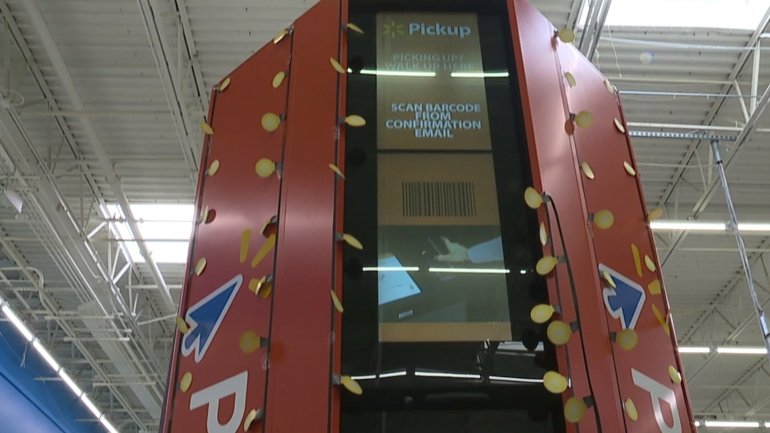 Pickup
PICKING UP?
WALK UP HERE
SCAN BARCODE
FROM
CONFIRMATION
EMAIL
P
P